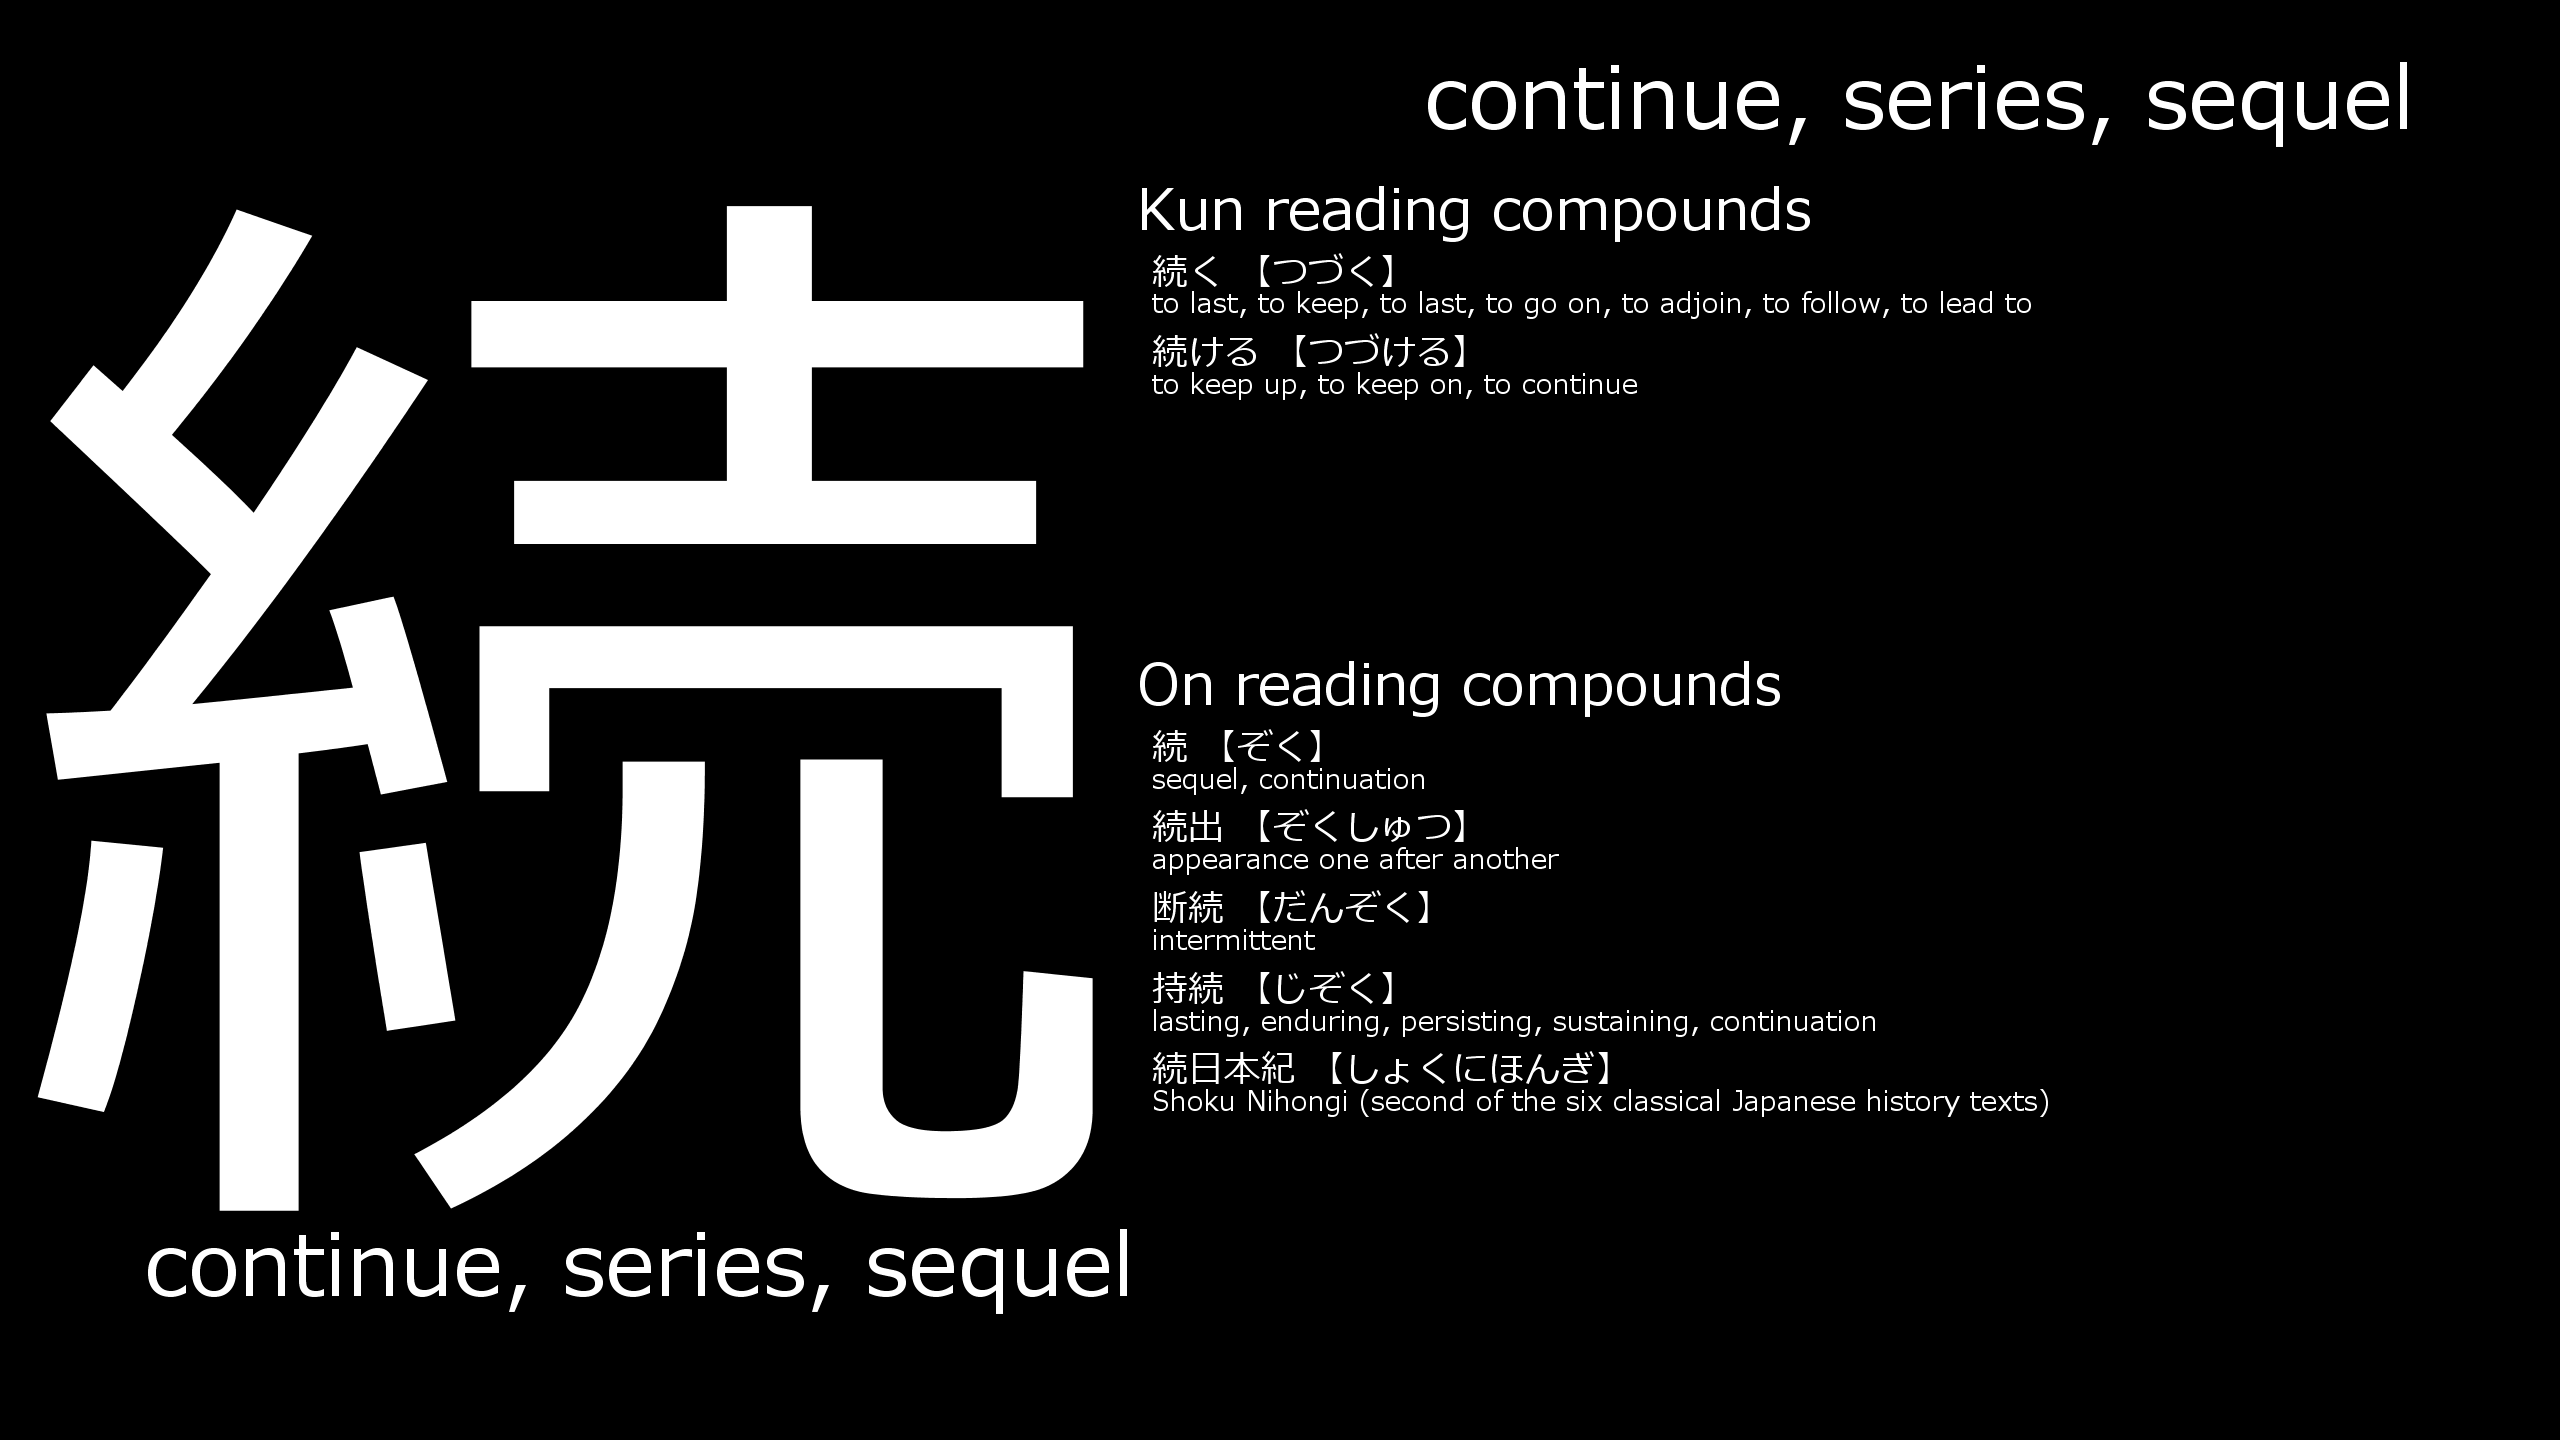 続
continue, series, sequel
continue, series, sequel
Kun reading compounds
続く 【つづく】
to last, to keep, to last, to go on, to adjoin, to follow, to lead to
続ける 【つづける】
to keep up, to keep on, to continue
On reading compounds
続 【ぞく】
sequel, continuation
続出 【ぞくしゅつ】
appearance one after another
断続 【だんぞく】
intermittent
持続 【じぞく】
lasting, enduring, persisting, sustaining, continuation
続日本紀 【しょくにほんぎ】
Shoku Nihongi (second of the six classical Japanese history texts)